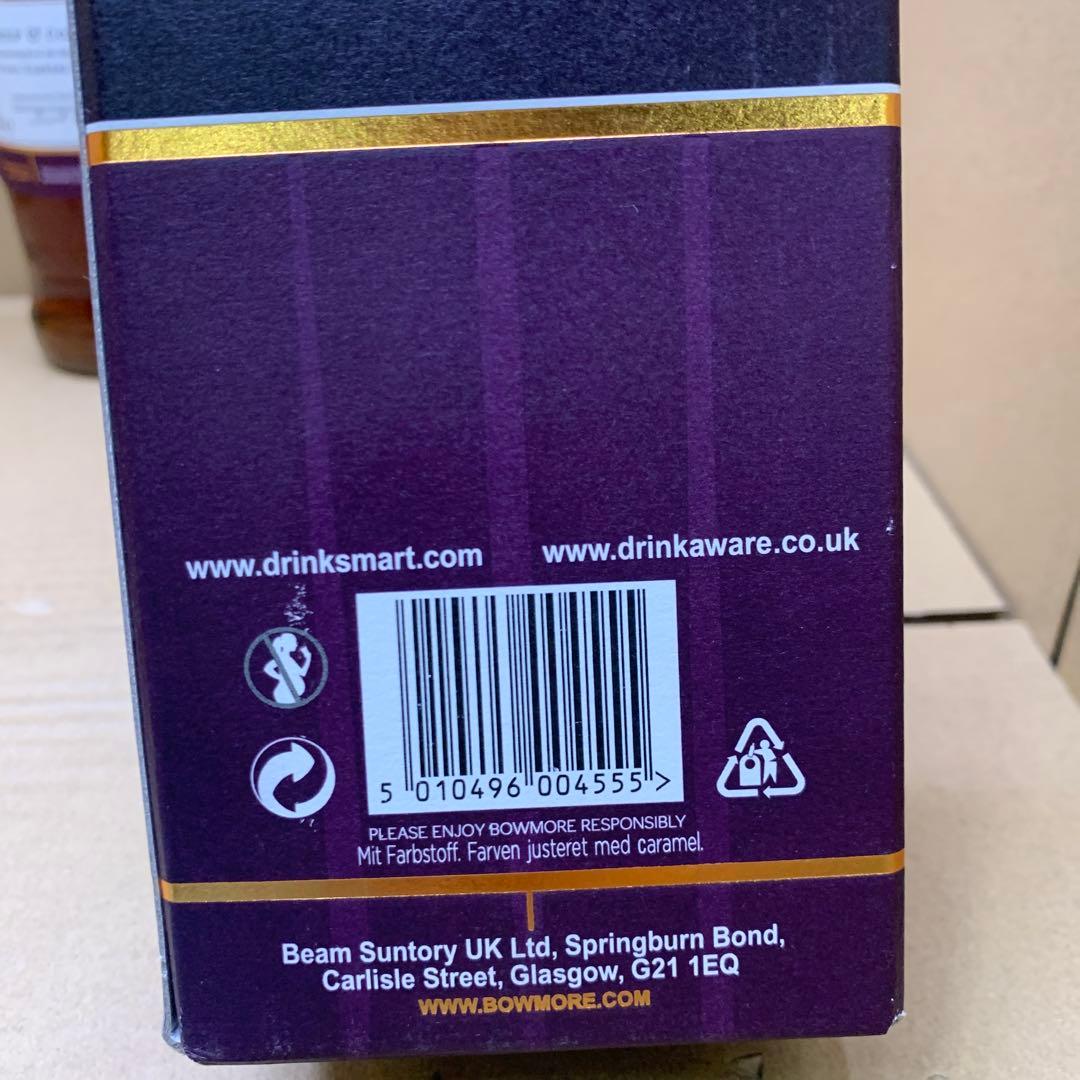 www.drinksmart.com
www.drinkaware.co.uk
5 010496 004555 >
PLEASE ENJOY BOWMORE RESPONSIBLY
Mit Farbstoff. Farven justeret med caramel.
Beam Suntory UK Ltd, Springburn Bond,
Carlisle Street, Glasgow, G21 1EQ
WWW.BOWMORE.COM